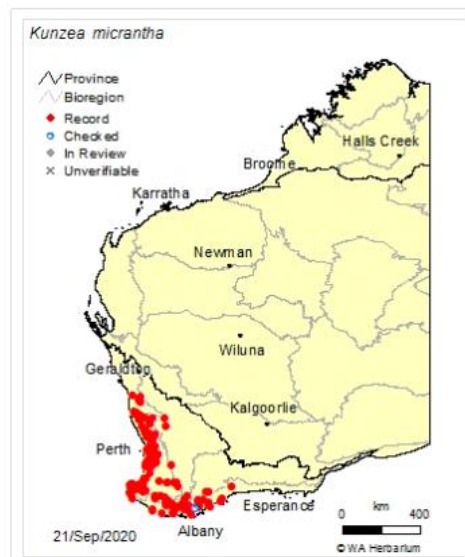 Kunzea micrantha
Province
Bioregion
Record
Checked
In Review
Unverifiable
Halls Creek
Broome
Karratha
Newman
Wiluna
Geraldton
Kalgoorlie
Perth
Esperance
Albany
21/Sep/2020
km
0 400
© WA Herbarium